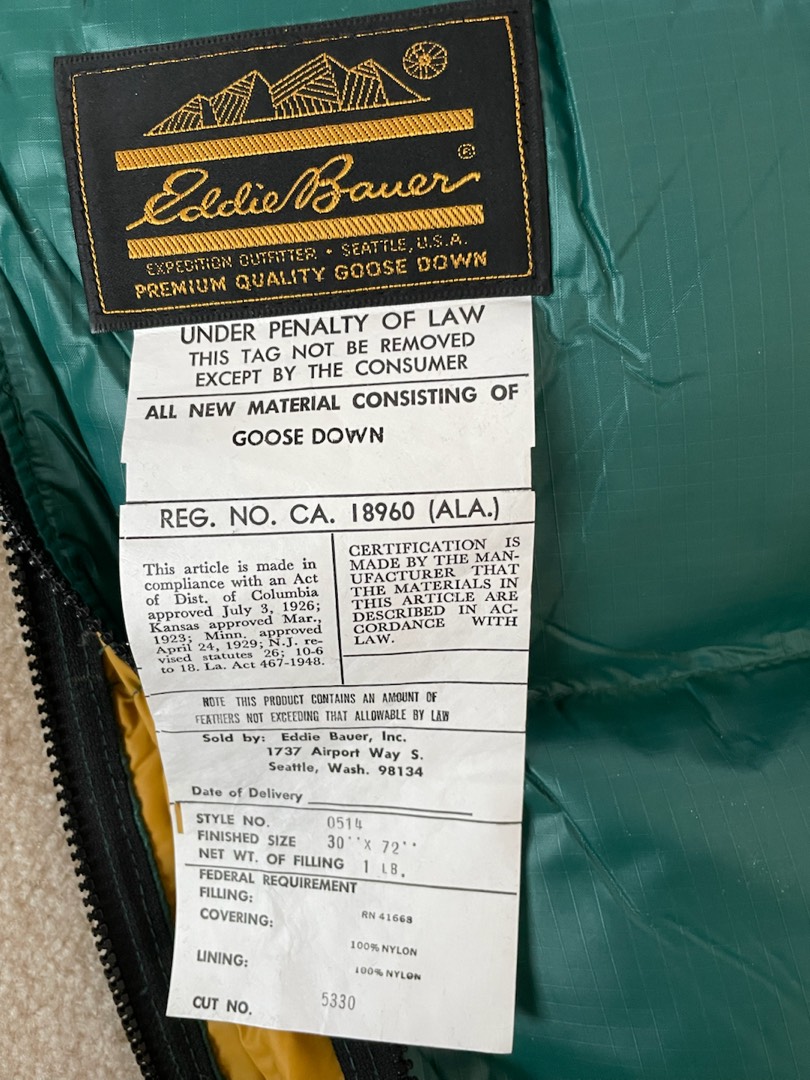 Eddie Bauer®
EXPEDITION OUTFITTER • SEATTLE, U.S.A.
PREMIUM QUALITY GOOSE DOWN
UNDER PENALTY OF LAW
THIS TAG NOT BE REMOVED
EXCEPT BY THE CONSUMER
ALL NEW MATERIAL CONSISTING OF
GOOSE DOWN
REG. NO. CA. 18960 (ALA.)
This article is made in
compliance with an Act
of Dist. of Columbia
approved July 3, 1926;
Kansas approved Mar.,
1923; Minn. approved
April 24, 1929; N.J. re-
vised statutes 26; 10-6
to 18. La. Act 467-1948.
CERTIFICATION IS
MADE BY THE MAN-
UFACTURER THAT
THE MATERIALS IN
THIS ARTICLE ARE
DESCRIBED IN AC-
CORDANCE WITH
LAW.
NOTE THIS PRODUCT CONTAINS AN AMOUNT OF
FEATHERS NOT EXCEEDING THAT ALLOWABLE BY LAW
Sold by: Eddie Bauer, Inc.
1737 Airport Way S.
Seattle, Wash. 98134
Date of Delivery
STYLE NO. 0514
FINISHED SIZE 30'' X 72''
NET WT. OF FILLING 1 LB.
FEDERAL REQUIREMENT
FILLING:
COVERING: RN 41668
100% NYLON
LINING:
100% NYLON
CUT NO. 5330